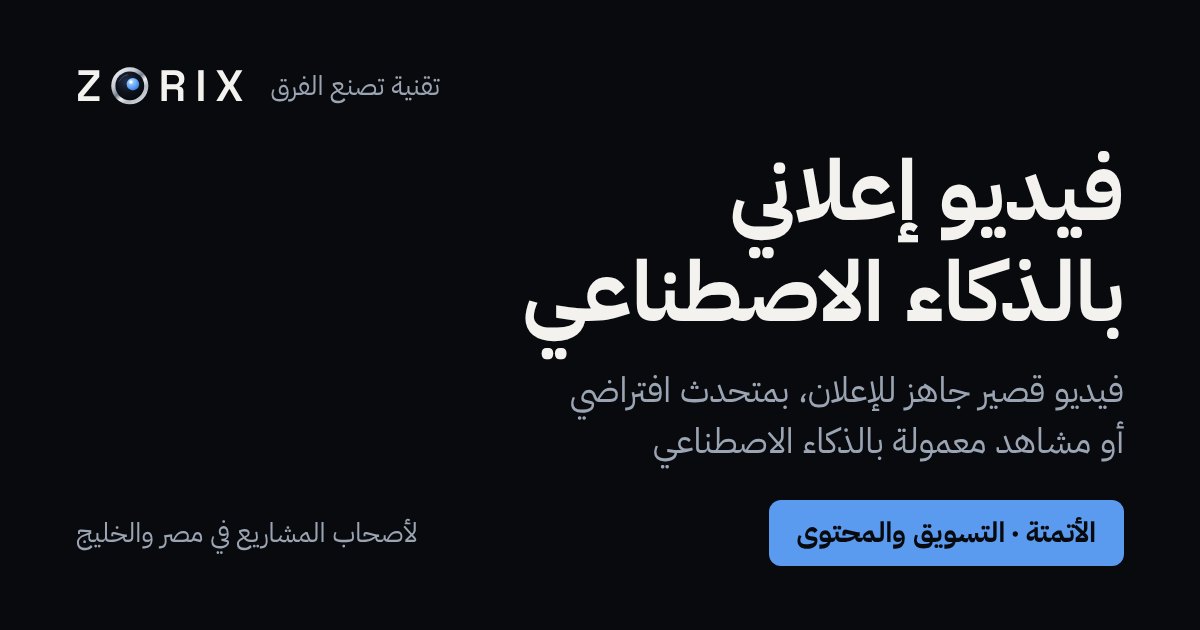 ZORIX تقنية تصنع الفرق
فيديو إعلاني
بالذكاء الاصطناعي
فيديو قصير جاهز للإعلان، بمتحدث افتراضي
أو مشاهد معمولة بالذكاء الاصطناعي
الأتمتة · التسويق والمحتوى
لأصحاب المشاريع في مصر والخليج